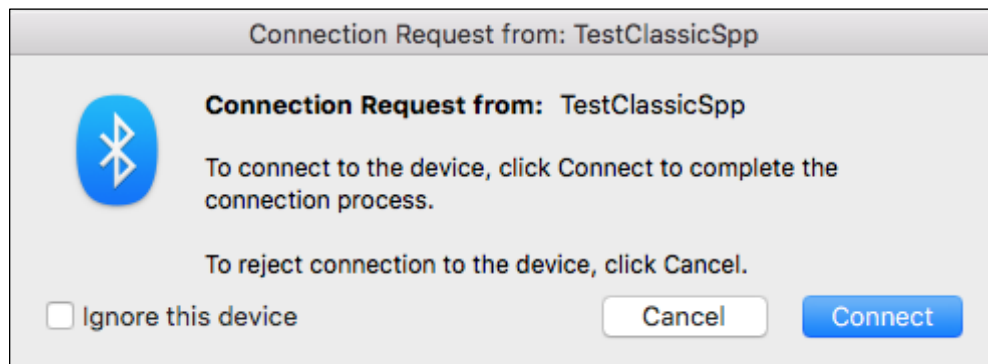 Connection Request from: TestClassicSpp
Connection Request from: TestClassicSpp
To connect to the device, click Connect to complete the
connection process.
To reject connection to the device, click Cancel.
Ignore this device
Cancel
Connect